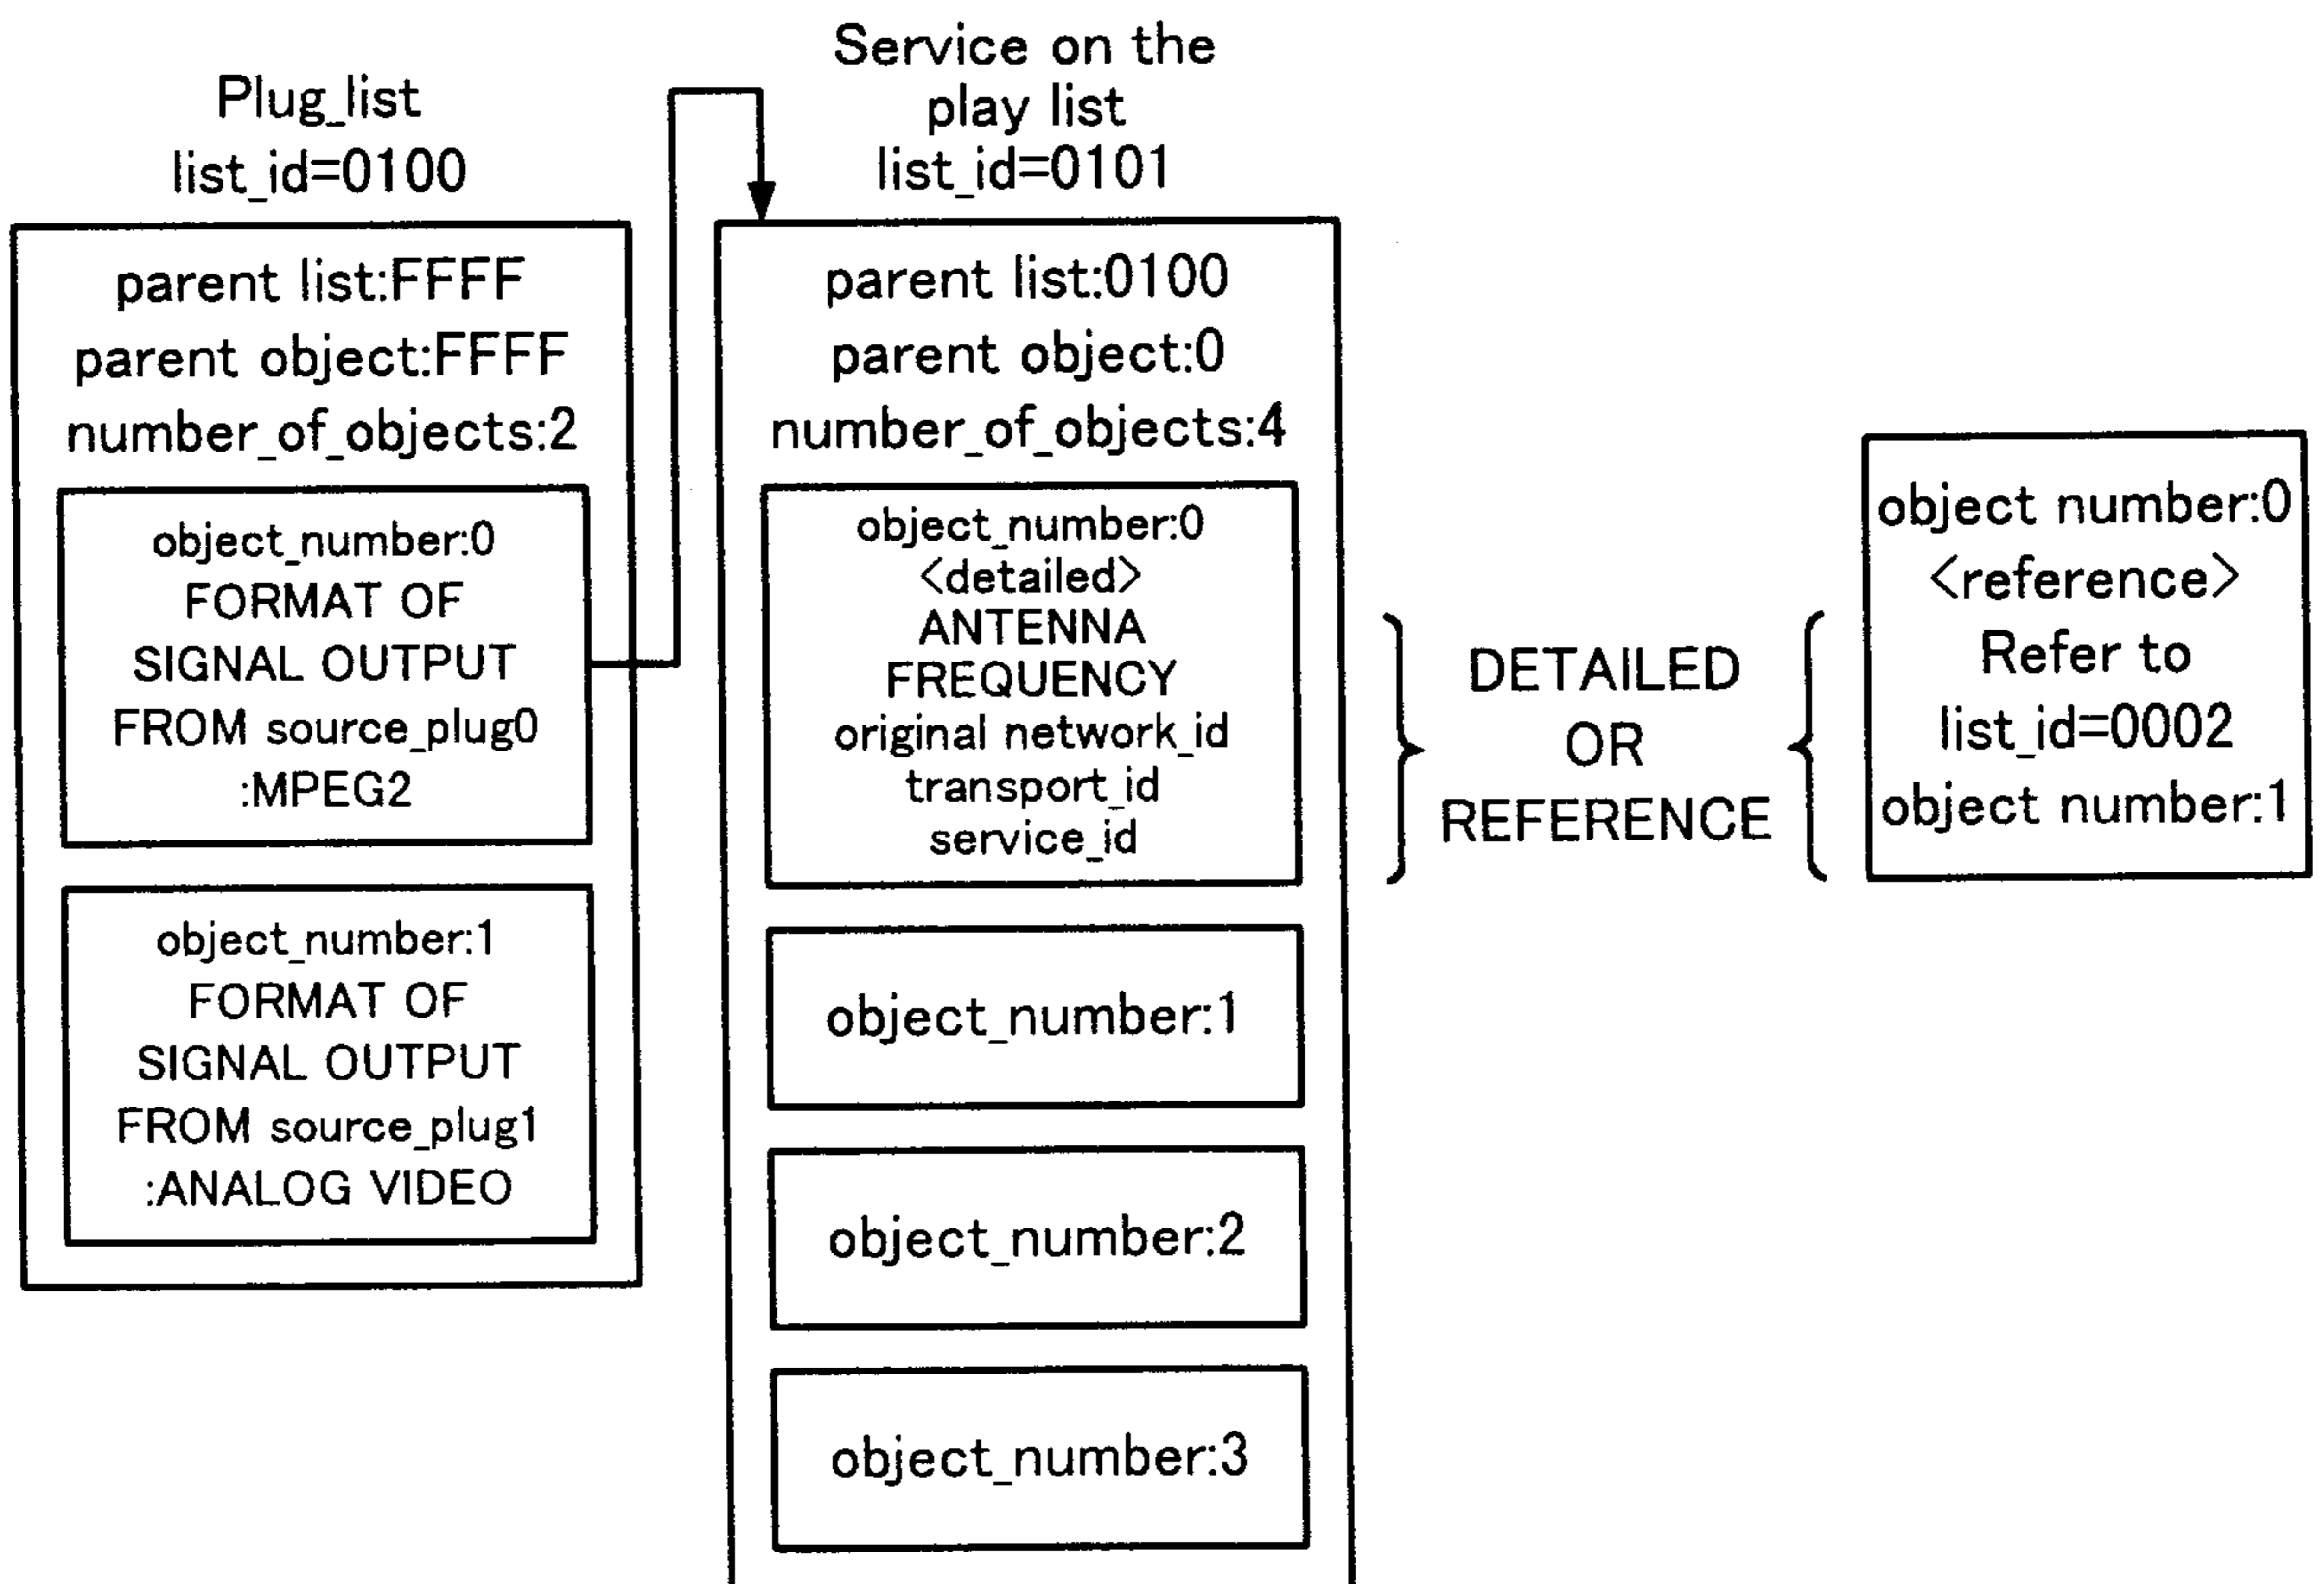 Plug_list
list_id=0100
parent list:FFFF
parent object:FFFF
number_of_objects:2
object_number:0
FORMAT OF
SIGNAL OUTPUT
FROM source_plug0
:MPEG2
object_number:1
FORMAT OF
SIGNAL OUTPUT
FROM source_plug1
:ANALOG VIDEO
Service on the
play list
list_id=0101
parent list:0100
parent object:0
number_of_objects:4
object_number:0
<detailed>
ANTENNA
FREQUENCY
original network_id
transport_id
service_id
object_number:1
object_number:2
object_number:3
DETAILED
OR
REFERENCE
object number:0
<reference>
Refer to
list_id=0002
object number:1